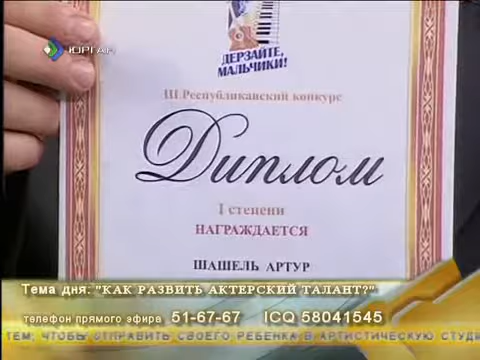 ЮРГАН
ДЕРЗАЙТЕ,
МАЛЬЧИКИ!
III Республиканский конкурс
Диплом
I степени
НАГРАЖДАЕТСЯ
ШАШЕЛЬ АРТУР
Тема дня: "КАК РАЗВИТЬ АКТЕРСКИЙ ТАЛАНТ?"
телефон прямого эфира 51-67-67 ICQ 58041545
ТЕМ, ЧТОБЫ ОТПРАВИТЬ СВОЕГО РЕБЕНКА В АРТИСТИЧЕСКУЮ СТУДИ